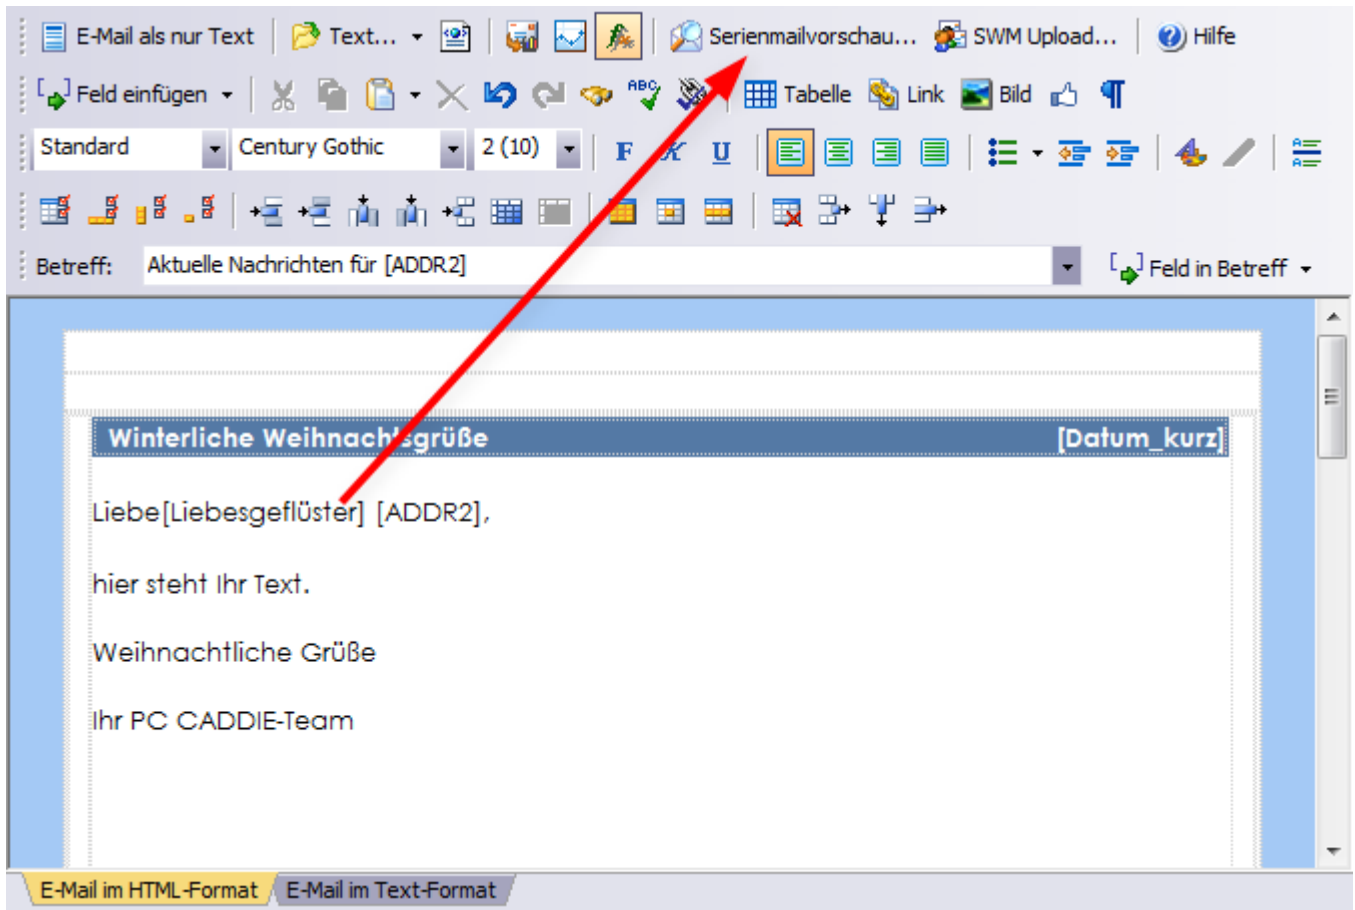 E-Mail als nur Text Text... Serienmailvorschau... SWM Upload... Hilfe
Feld einfügen ABC Tabelle Link Bild
Standard Century Gothic 2 (10) F K U
Betreff: Aktuelle Nachrichten für [ADDR2] Feld in Betreff
Winterliche Weihnachtsgrüße [Datum_kurz]
Liebe[Liebesgeflüster] [ADDR2],
hier steht Ihr Text.
Weihnachtliche Grüße
Ihr PC CADDIE-Team
E-Mail im HTML-Format E-Mail im Text-Format